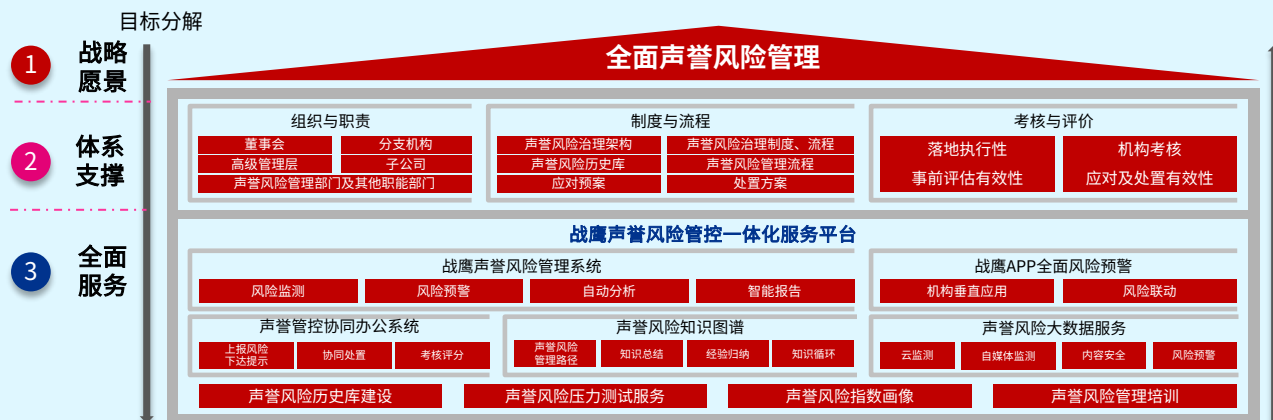 目标分解
1
战略
愿景
全面声誉风险管理
2
体系
支撑
组织与职责
董事会
分支机构
高级管理层
子公司
声誉风险管理部门及其他职能部门
制度与流程
声誉风险治理架构
声誉风险治理制度、流程
声誉风险历史库
声誉风险管理流程
应对预案
处置方案
考核与评价
落地执行性
机构考核
事前评估有效性
应对及处置有效性
3
全面
服务
战鹰声誉风险管控一体化服务平台
战鹰声誉风险管理系统
风险监测
风险预警
自动分析
智能报告
战鹰APP全面风险预警
机构垂直应用
风险联动
声誉管控协同办公系统
上报风险
下达提示
协同处置
考核评分
声誉风险知识图谱
声誉风险
管理路径
知识总结
经验归纳
知识循环
声誉风险大数据服务
云监测
自媒体监测
内容安全
风险预警
声誉风险历史库建设
声誉风险压力测试服务
声誉风险指数画像
声誉风险管理培训